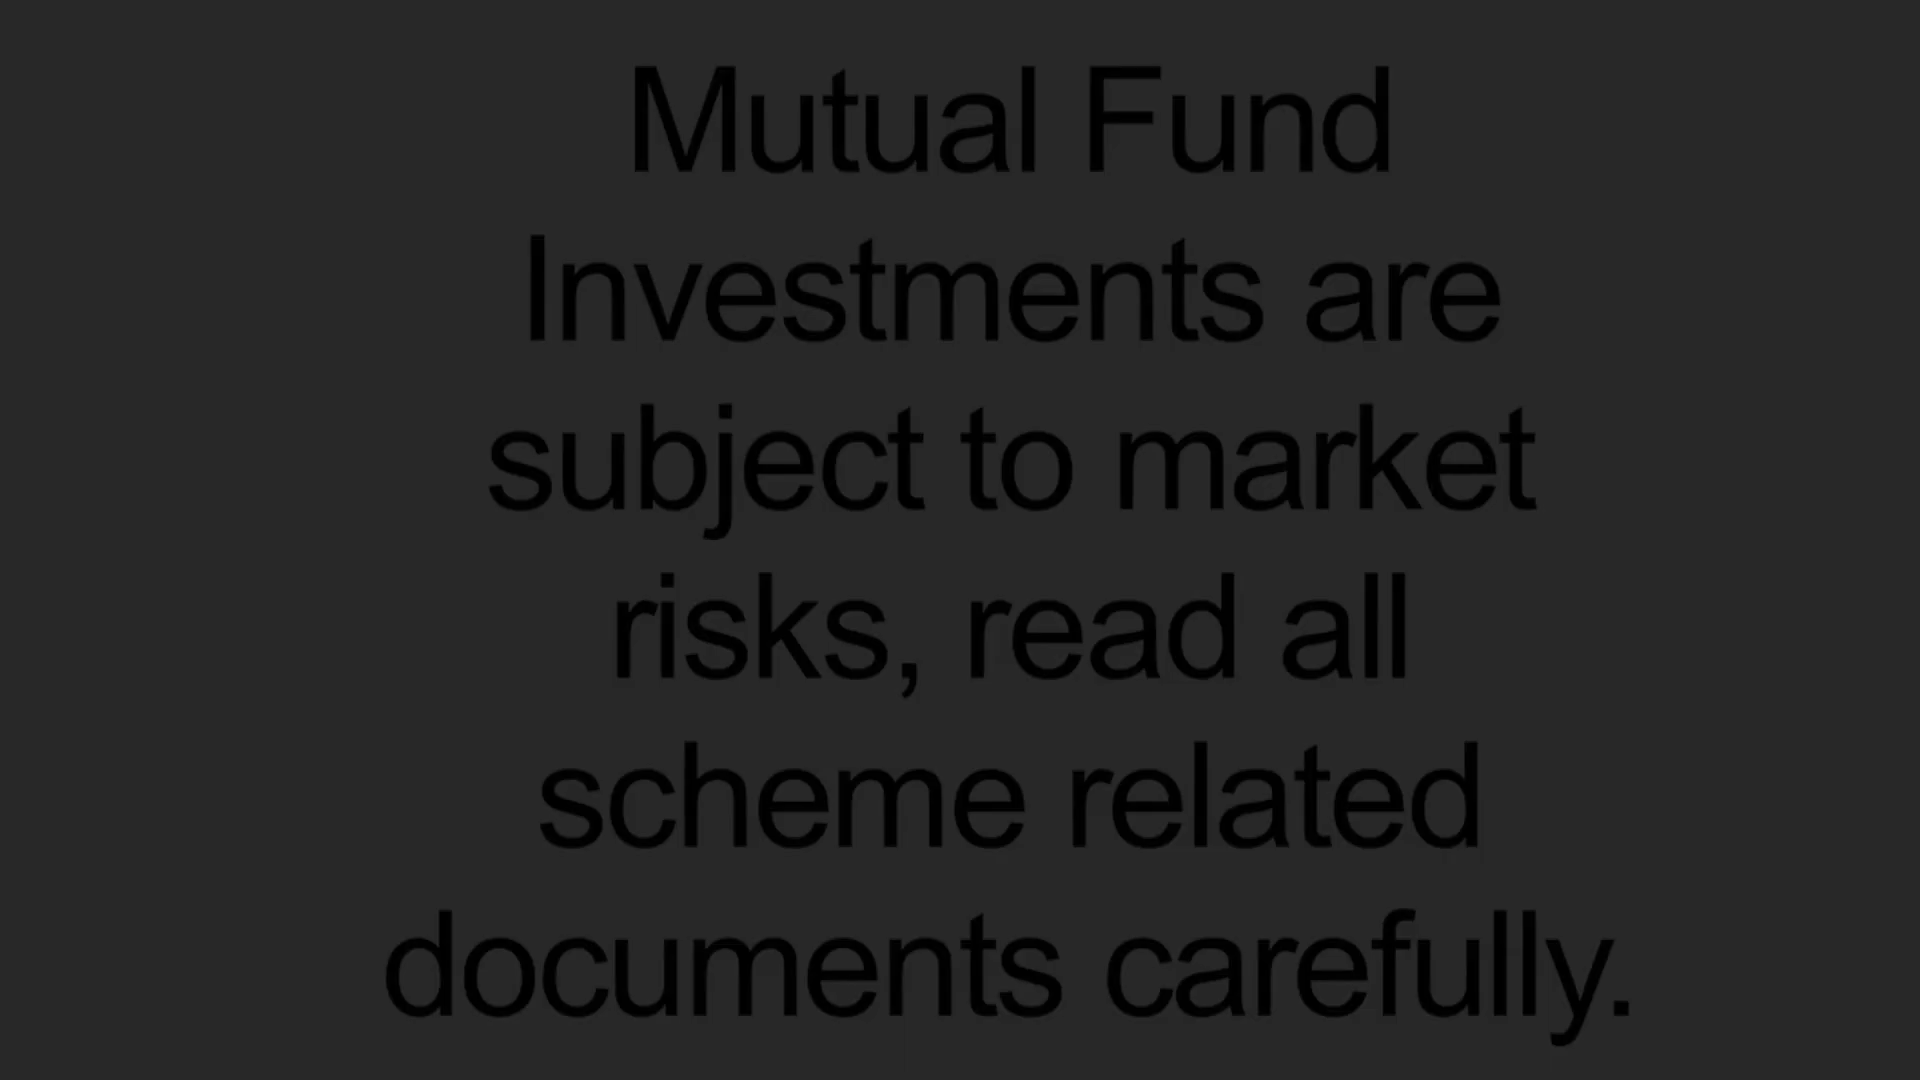 Mutual Fund
Investments are
subject to market
risks, read all
scheme related
documents carefully.